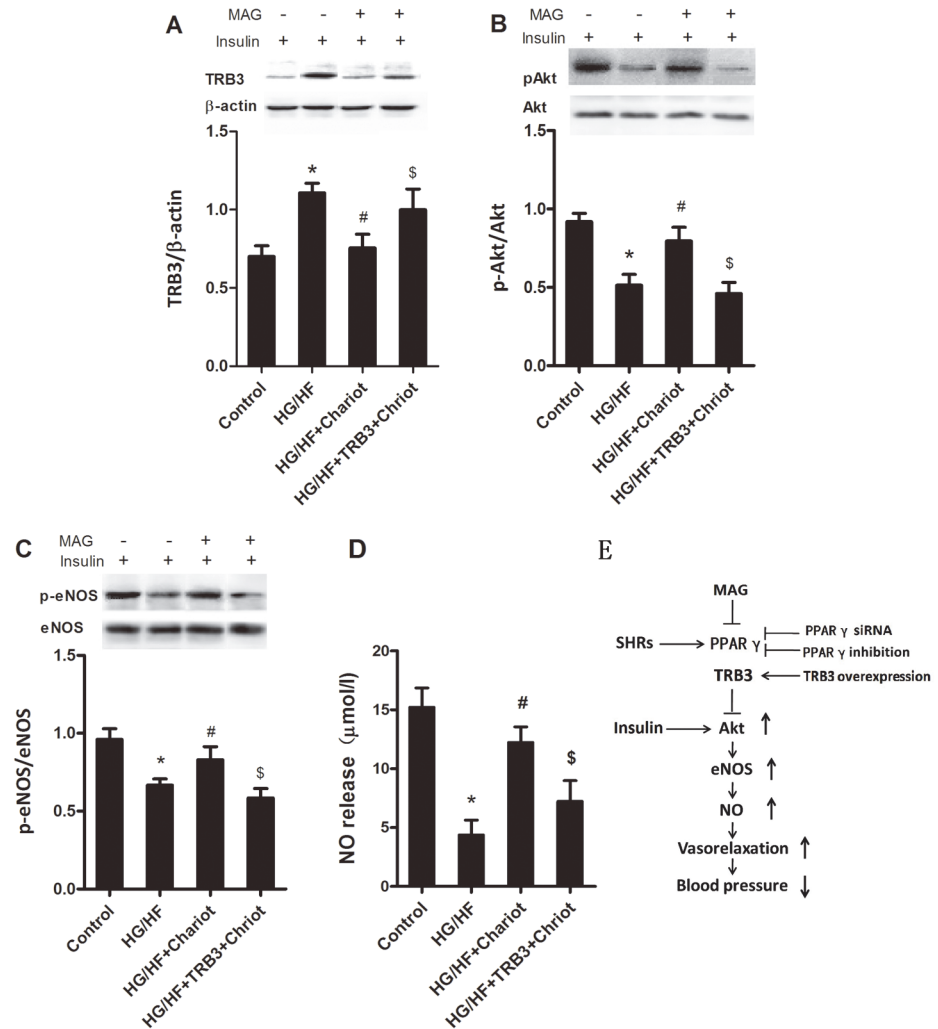 A
MAG - - + +
Insulin + + + +
TRB3
β-actin
TRB3/β-actin
1.5
1.0
0.5
0.0
*
#
$
Control
HG/HF
HG/HF+Chariot
HG/HF+TRB3+Chriot
B
MAG - - + +
Insulin + + + +
pAkt
Akt
p-Akt/Akt
1.5
1.0
0.5
0.0
*
#
$
Control
HG/HF
HG/HF+Chariot
HG/HF+TRB3+Chriot
C
MAG - - + +
Insulin + + + +
p-eNOS
eNOS
p-eNOS/eNOS
1.5
1.0
0.5
0.0
*
#
$
Control
HG/HF
HG/HF+Chariot
HG/HF+TRB3+Chriot
D
NO release (μmol/l)
20
15
10
5
0
*
#
$
Control
HG/HF
HG/HF+Chariot
HG/HF+TRB3+Chriot
E
MAG
SHRs PPAR γ PPAR γ siRNA
PPAR γ inhibition
TRB3 TRB3 overexpression
Insulin Akt
eNOS
NO
Vasorelaxation
Blood pressure